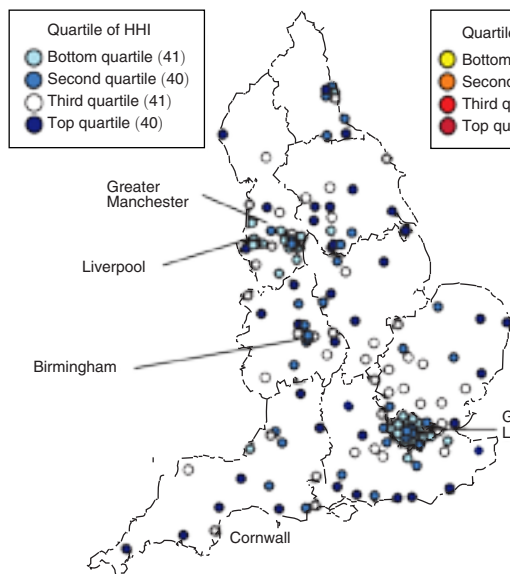 Quartile of HHI
Bottom quartile (41)
Second quartile (40)
Third quartile (41)
Top quartile (40)
Quartile
Bottom
Second
Third q
Top qu
Greater
Manchester
Liverpool
Birmingham
G
L
Cornwall